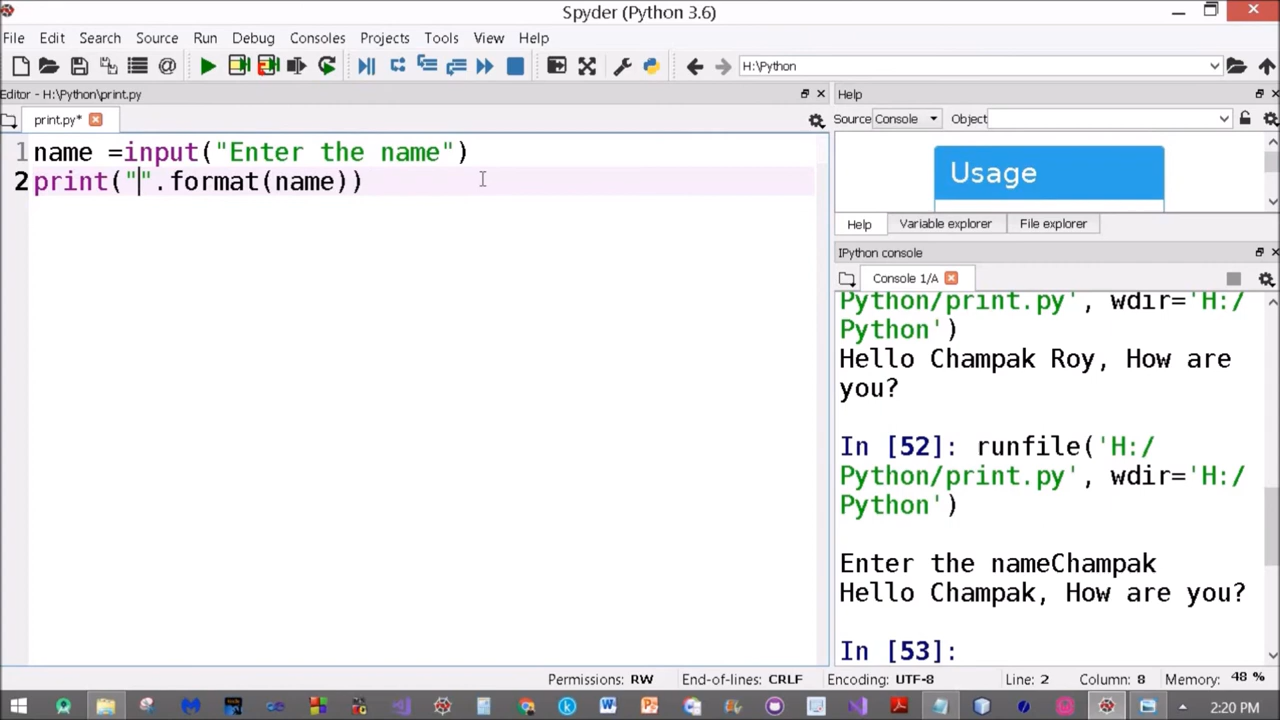 Spyder (Python 3.6)
File Edit Search Source Run Debug Consoles Projects Tools View Help
H:\Python
Editor - H:\Python\print.py
print.py*
1 name =input("Enter the name")
2 print("".format(name))
Help
Source Console Object
Usage
Help Variable explorer File explorer
IPython console
Console 1/A
Python/print.py', wdir='H:/
Python')
Hello Champak Roy, How are
you?
In [52]: runfile('H:/
Python/print.py', wdir='H:/
Python')
Enter the nameChampak
Hello Champak, How are you?
In [53]:
Permissions: RW End-of-lines: CRLF Encoding: UTF-8 Line: 2 Column: 8 Memory: 48 %
2:20 PM